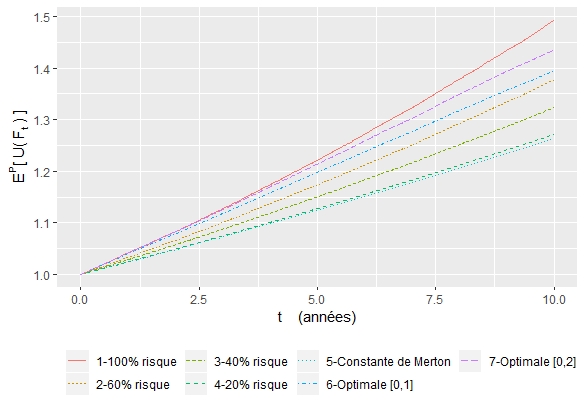 1.5
1.4
1.3
1.2
1.1
1.0
E^P[ U( F_t ) ]
0.0 2.5 5.0 7.5 10.0
t (années)
1-100% risque 3-40% risque 5-Constante de Merton 7-Optimale [0,2]
2-60% risque 4-20% risque 6-Optimale [0,1]